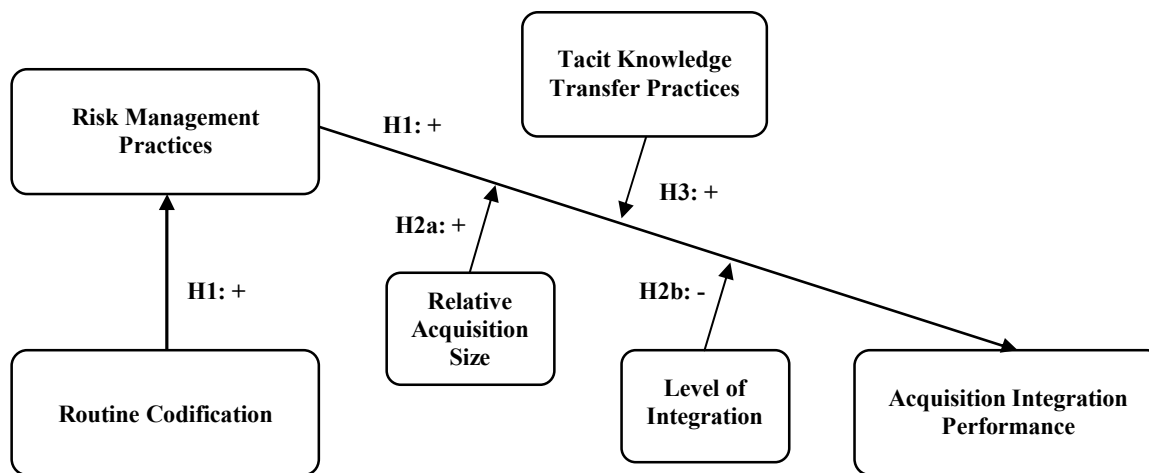 Tacit Knowledge
Transfer Practices
Risk Management
Practices
H1: +
H3: +
H2a: +
H1: +
H2b: -
Relative
Acquisition
Size
Routine Codification
Level of
Integration
Acquisition Integration
Performance